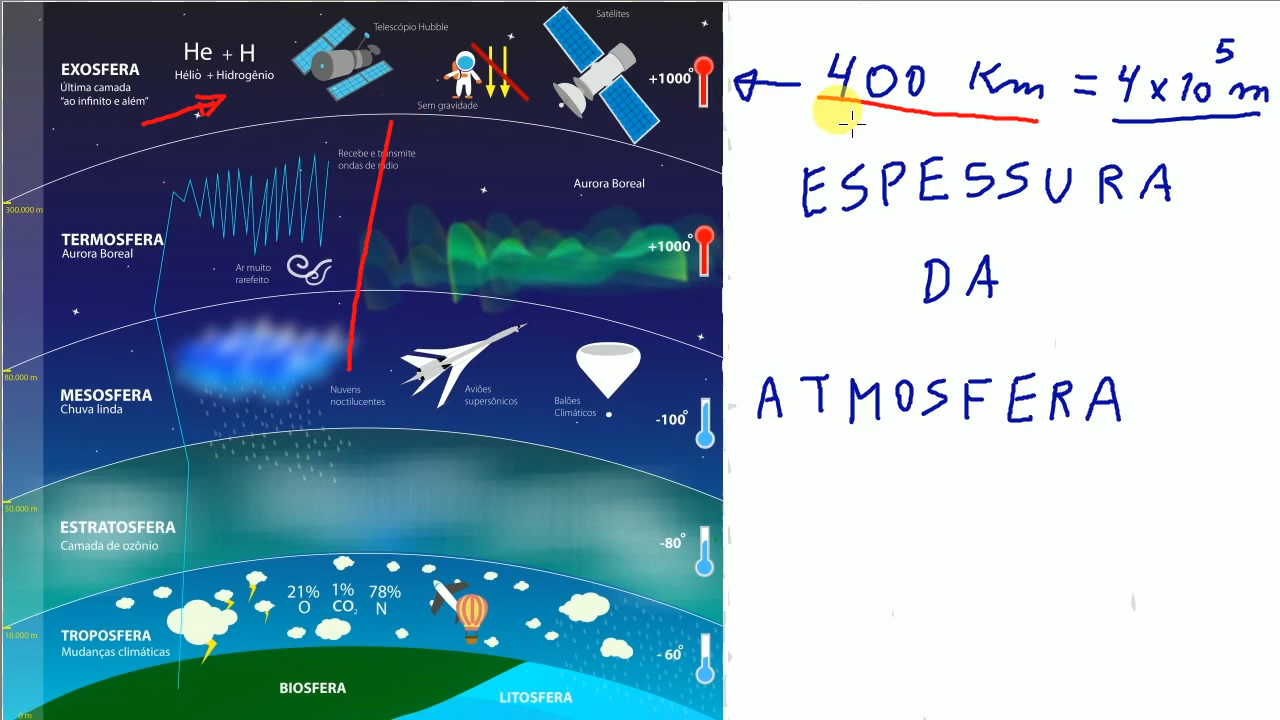 He + H
Hélio + Hidrogênio
Telescópio Hubble
Satélites
EXOSFERA
Última camada
"ao infinito e além"
Sem gravidade
+1000°
300.000 m
Recebe e transmite
ondas de rádio
Aurora Boreal
TERMOSFERA
Aurora Boreal
Ar muito
rarefeito
+1000°
80.000 m
MESOSFERA
Chuva linda
Nuvens
noctilucentes
Aviões
supersônicos
Balões
Climáticos
-100°
50.000 m
ESTRATOSFERA
Camada de ozônio
-80°
21% 1% 78%
O CO₂ N
18.000 m
TROPOSFERA
Mudanças climáticas
-60°
BIOSFERA
LITOSFERA
0 m
← 400 Km = 4 x 10⁵ m
ESPESSURA
DA
ATMOSFERA